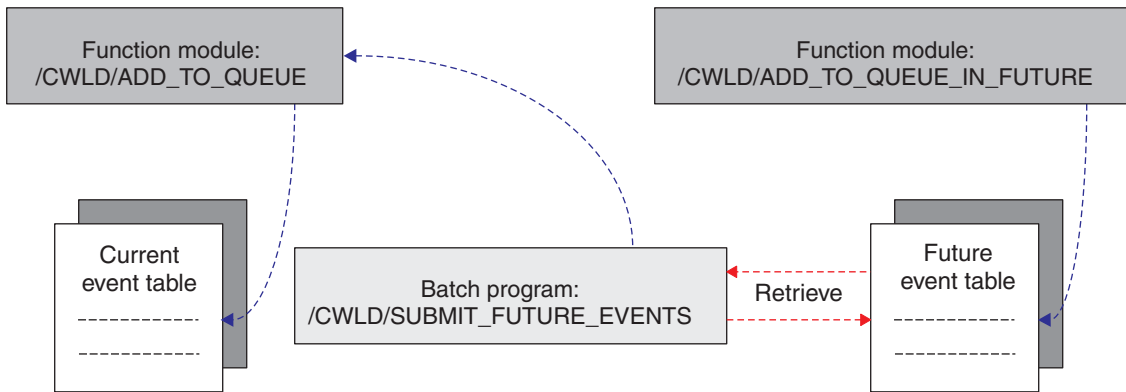 Function module:
/CWLD/ADD_TO_QUEUE
Function module:
/CWLD/ADD_TO_QUEUE_IN_FUTURE
Current
event table
Batch program:
/CWLD/SUBMIT_FUTURE_EVENTS
Retrieve
Future
event table